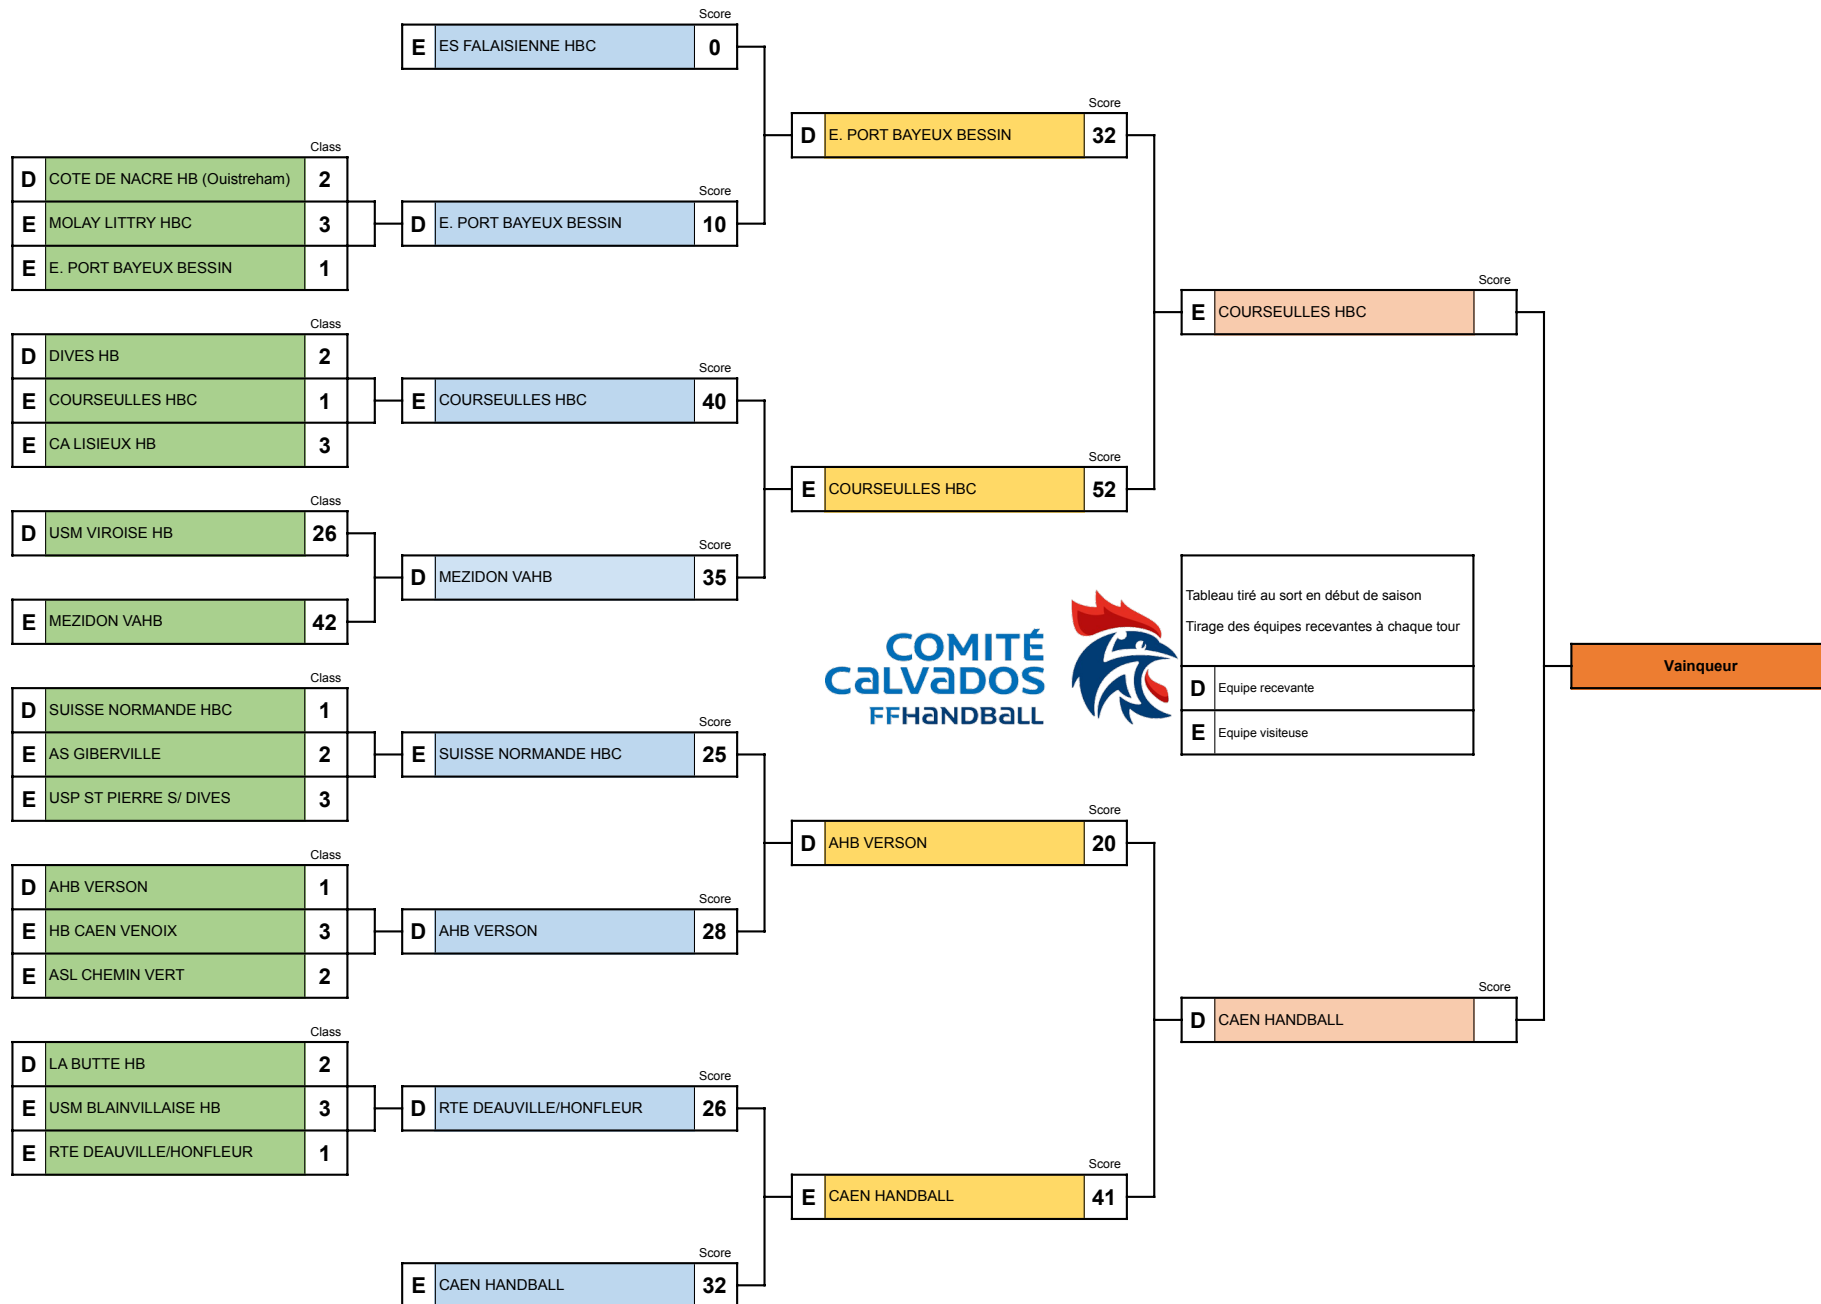 Score
E ES FALAISIENNE HBC 0
Score
D E. PORT BAYEUX BESSIN 32
Class
D COTE DE NACRE HB (Ouistreham) 2
E MOLAY LITTRY HBC 3
E E. PORT BAYEUX BESSIN 1
Score
D E. PORT BAYEUX BESSIN 10
Score
E COURSEULLES HBC
Class
D DIVES HB 2
E COURSEULLES HBC 1
E CA LISIEUX HB 3
Score
E COURSEULLES HBC 40
Score
E COURSEULLES HBC 52
Class
D USM VIROISE HB 26
E MEZIDON VAHB 42
Score
D MEZIDON VAHB 35
COMITÉ
CALVADOS
FFHANDBALL
Tableau tiré au sort en début de saison
Tirage des équipes recevantes à chaque tour
D Equipe recevante
E Equipe visiteuse
Vainqueur
Class
D SUISSE NORMANDE HBC 1
E AS GIBERVILLE 2
E USP ST PIERRE S/ DIVES 3
Score
E SUISSE NORMANDE HBC 25
Score
D AHB VERSON 20
Class
D AHB VERSON 1
E HB CAEN VENOIX 3
E ASL CHEMIN VERT 2
Score
D AHB VERSON 28
Score
D CAEN HANDBALL
Class
D LA BUTTE HB 2
E USM BLAINVILLAISE HB 3
E RTE DEAUVILLE/HONFLEUR 1
Score
D RTE DEAUVILLE/HONFLEUR 26
Score
E CAEN HANDBALL 41
Score
E CAEN HANDBALL 32